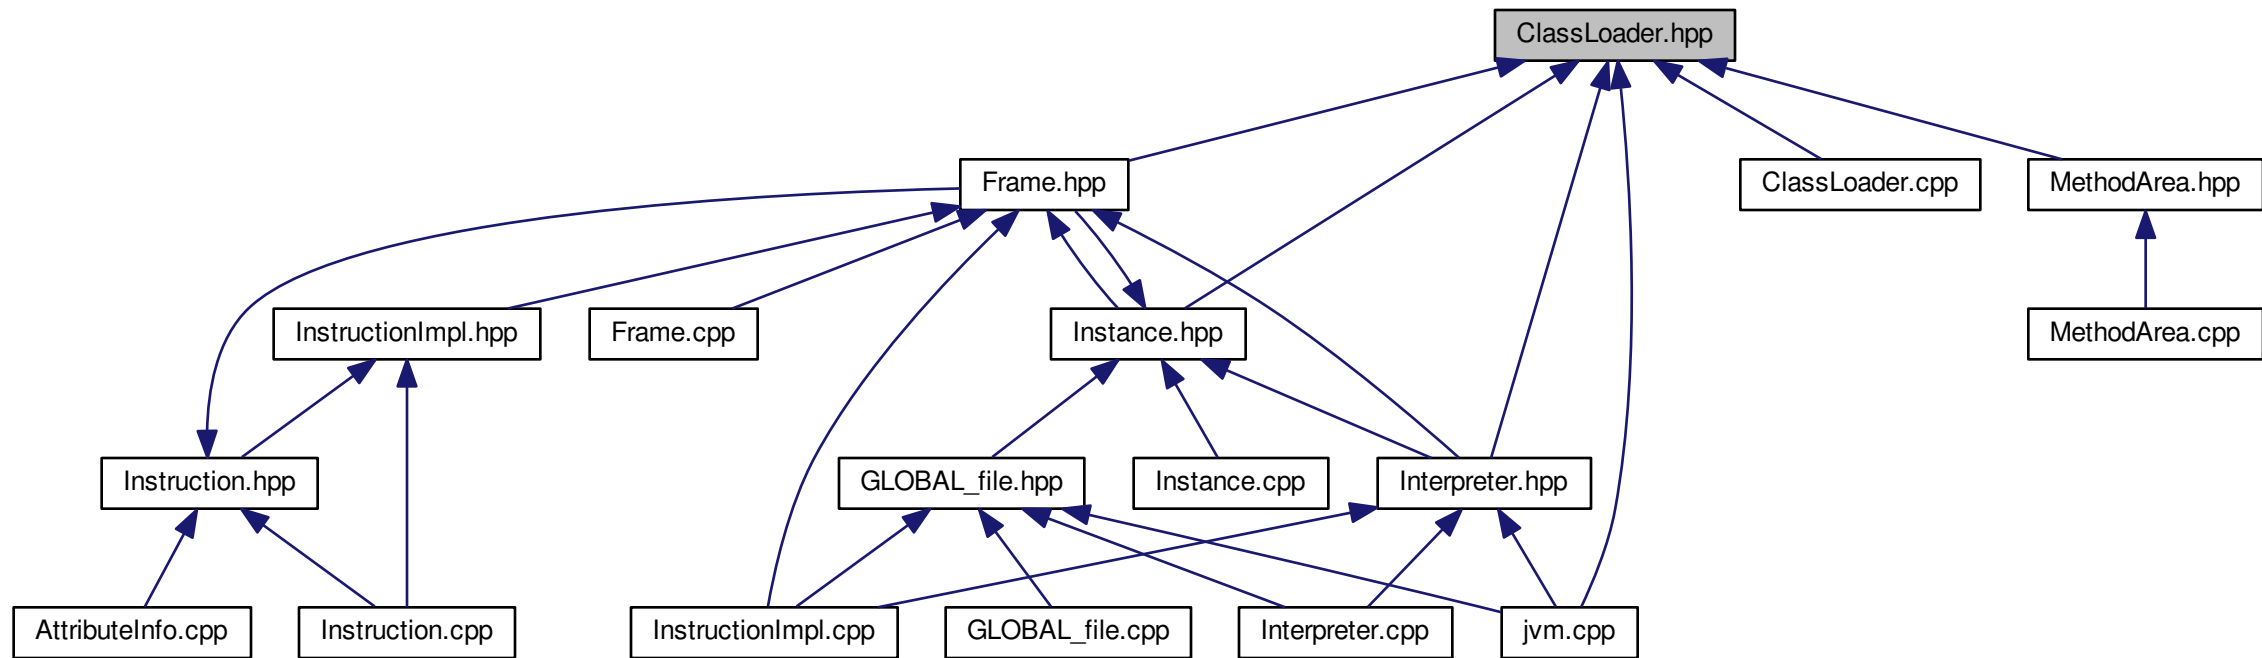 ClassLoader.hpp
Frame.hpp
ClassLoader.cpp
MethodArea.hpp
InstructionImpl.hpp
Frame.cpp
Instance.hpp
MethodArea.cpp
Instruction.hpp
GLOBAL_file.hpp
Instance.cpp
Interpreter.hpp
AttributeInfo.cpp
Instruction.cpp
InstructionImpl.cpp
GLOBAL_file.cpp
Interpreter.cpp
jvm.cpp